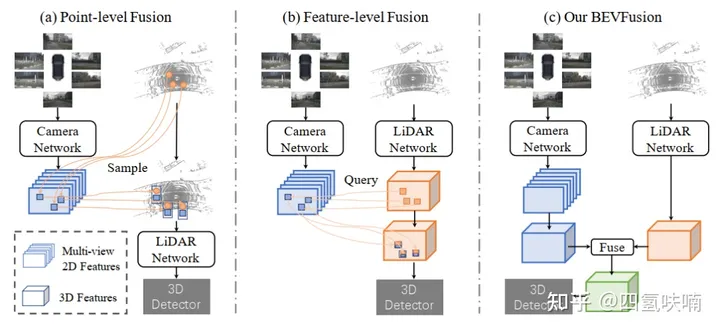 (a) Point-level Fusion
(b) Feature-level Fusion
(c) Our BEVFusion
Camera
Network
Sample
LiDAR
Network
3D
Detector
Multi-view
2D Features
3D Features
Camera
Network
LiDAR
Network
Query
3D
Detector
Camera
Network
LiDAR
Network
Fuse
3D
Detector
知乎 @四氢呋喃